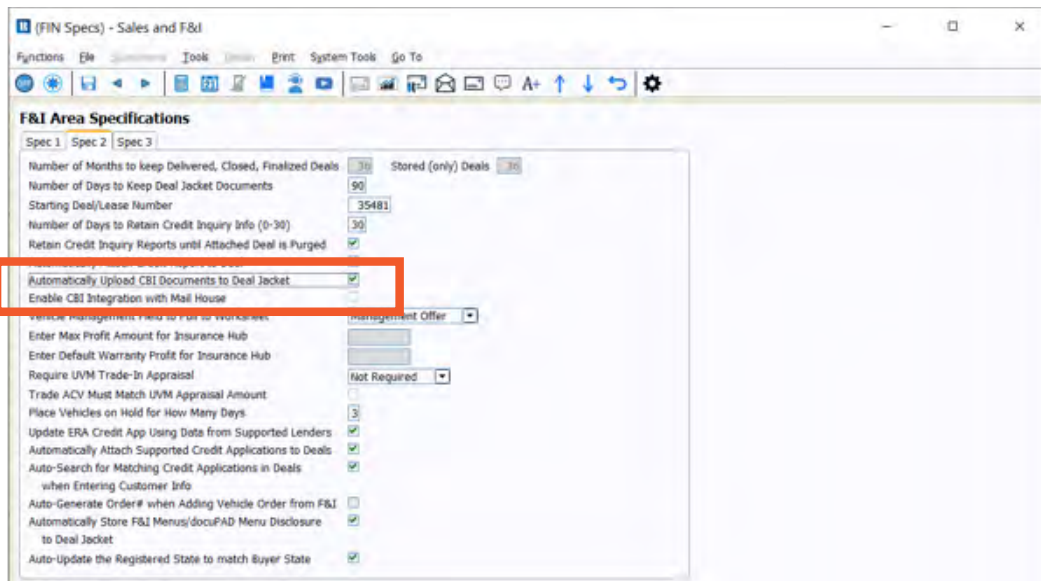 (FIN Specs) - Sales and F&I
Functions File Tools Print System Tools Go To
OFF 31 A+
F&I Area Specifications
Spec 1 Spec 2 Spec 3
Number of Months to keep Delivered, Closed, Finalized Deals 36 Stored (only) Deals 36
Number of Days to Keep Deal Jacket Documents 90
Starting Deal/Lease Number 35481
Number of Days to Retain Credit Inquiry Info (0-30) 30
Retain Credit Inquiry Reports until Attached Deal is Purged
Automatically Attach Credit Report to Deal
Automatically Upload CBI Documents to Deal Jacket
Enable CBI Integration with Mail House
Vehicle Management Field to Pull to Worksheet Management Offer
Enter Max Profit Amount for Insurance Hub
Enter Default Warranty Profit for Insurance Hub
Require UVM Trade-In Appraisal Not Required
Trade ACV Must Match UVM Appraisal Amount
Place Vehicles on Hold for How Many Days 3
Update ERA Credit App Using Data from Supported Lenders
Automatically Attach Supported Credit Applications to Deals
Auto-Search for Matching Credit Applications in Deals
when Entering Customer Info
Auto-Generate Order# when Adding Vehicle Order from F&I
Automatically Store F&I Menus/docuPAD Menu Disclosure
to Deal Jacket
Auto-Update the Registered State to match Buyer State